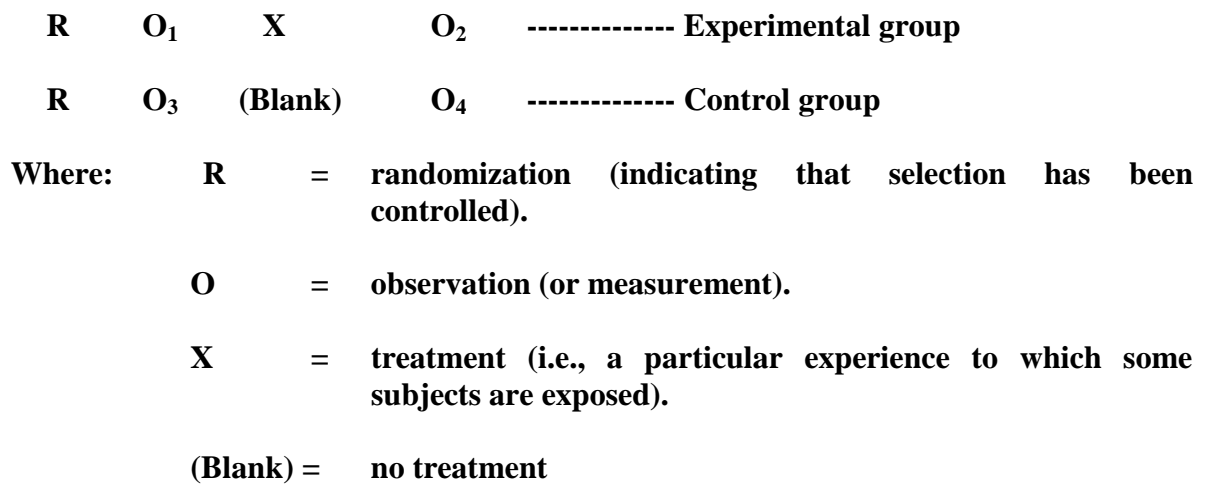 R O₁ X O₂ -------------- Experimental group
R O₃ (Blank) O₄ -------------- Control group
Where: R = randomization (indicating that selection has been
controlled).
O = observation (or measurement).
X = treatment (i.e., a particular experience to which some
subjects are exposed).
(Blank) = no treatment